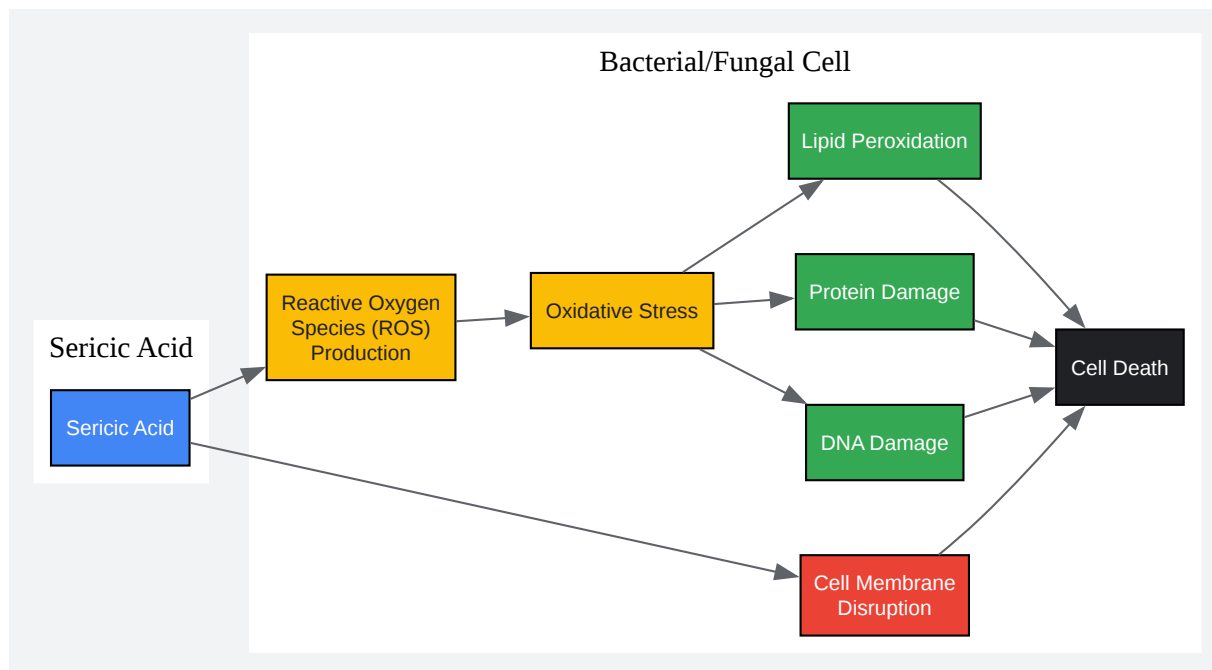 Bacterial/Fungal Cell
Lipid Peroxidation
Reactive Oxygen
Species (ROS)
Production
Oxidative Stress
Protein Damage
Sericic Acid
Sericic Acid
Cell Death
DNA Damage
Cell Membrane
Disruption